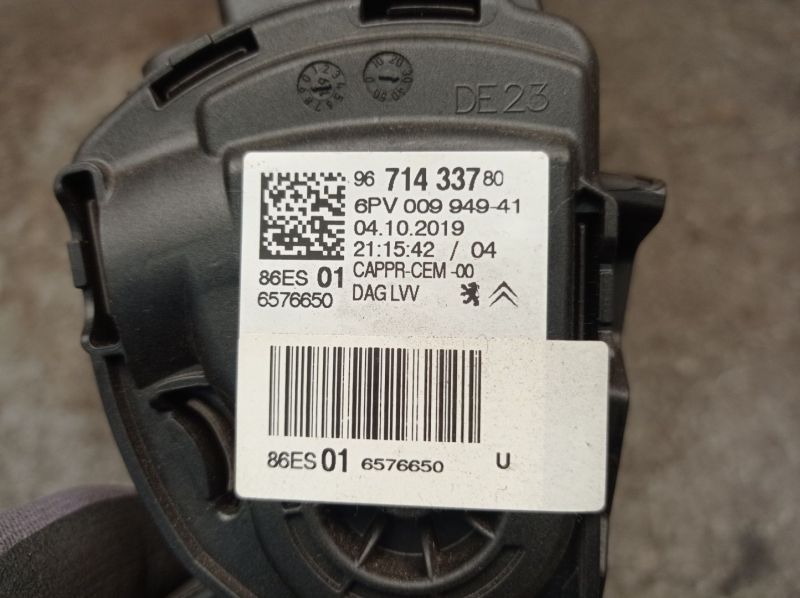 DE23
96 714 337 80
6PV 009 949-41
04.10.2019
21:15:42 / 04
86ES 01 CAPPR-CEM -00
6576650 DAG LVV
86ES 01 6576650 U